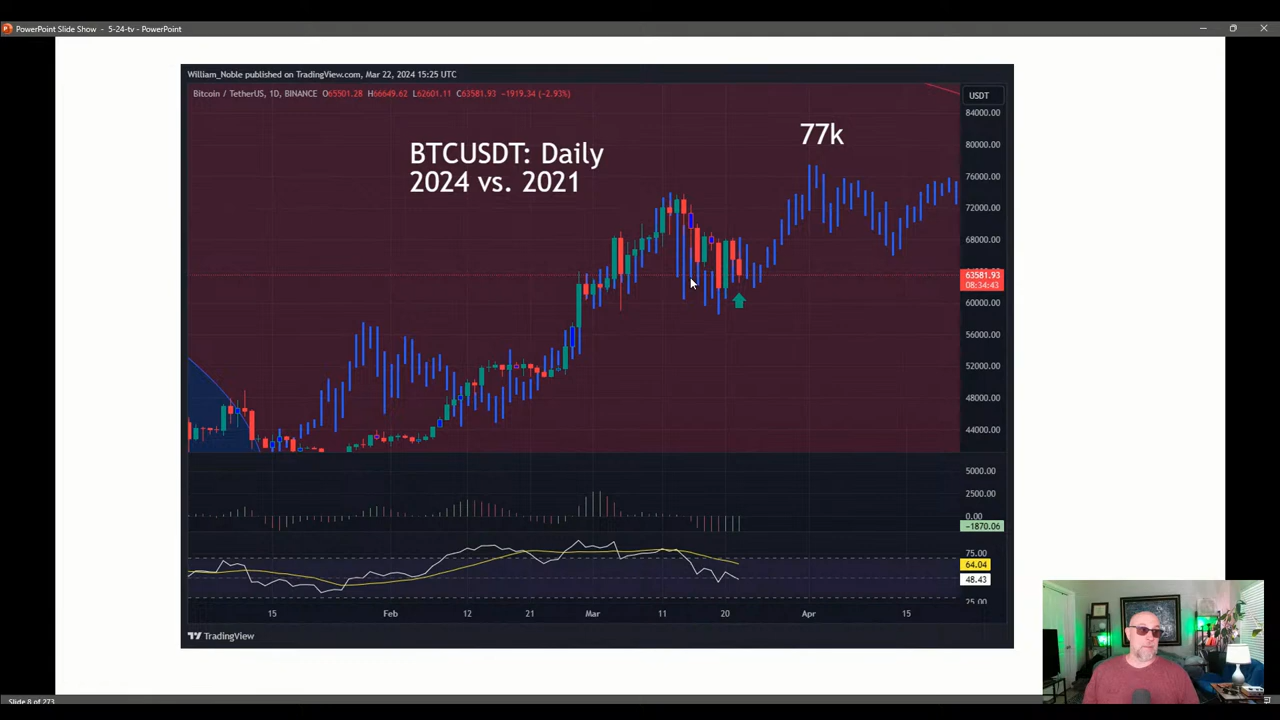 PowerPoint Slide Show - 5-24-tv - PowerPoint
William_Noble published on TradingView.com, Mar 22, 2024 15:25 UTC
Bitcoin / TetherUS, 1D, BINANCE O65501.28 H66649.62 L62601.11 C63581.93 −1919.34 (−2.93%)
USDT
84000.00
77k
BTCUSDT: Daily
2024 vs. 2021
80000.00
76000.00
72000.00
68000.00
63581.93
08:34:43
60000.00
56000.00
52000.00
48000.00
44000.00
5000.00
2500.00
0.00
−1870.06
75.00
64.04
48.43
25.00
15 Feb 12 21 Mar 11 20 Apr 15
TradingView
Slide 8 of 273